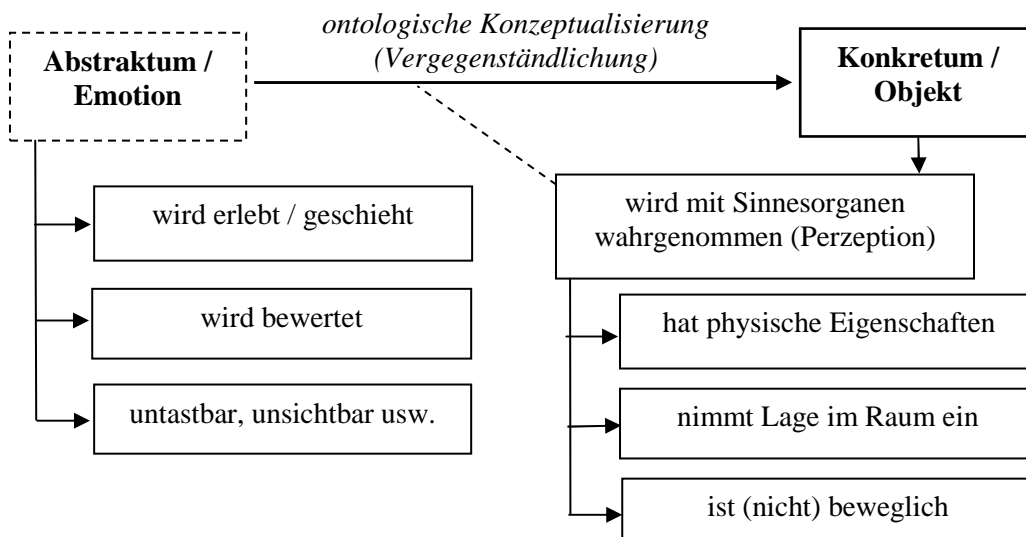 ontologische Konzeptualisierung
(Vergegenständlichung)
Abstraktum /
Emotion
Konkretum /
Objekt
wird erlebt / geschieht
wird bewertet
untastbar, unsichtbar usw.
wird mit Sinnesorganen
wahrgenommen (Perzeption)
hat physische Eigenschaften
nimmt Lage im Raum ein
ist (nicht) beweglich